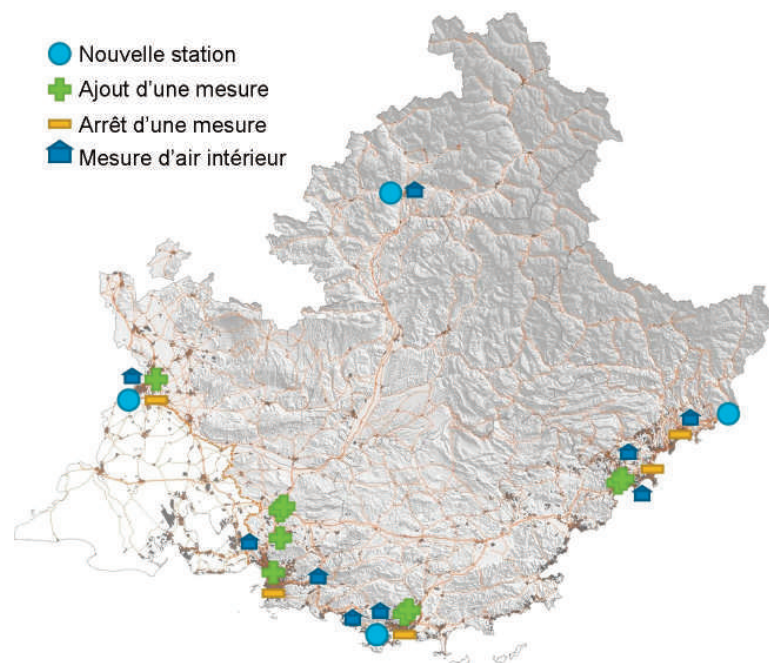 Nouvelle station
Ajout d'une mesure
Arrêt d'une mesure
Mesure d'air intérieur